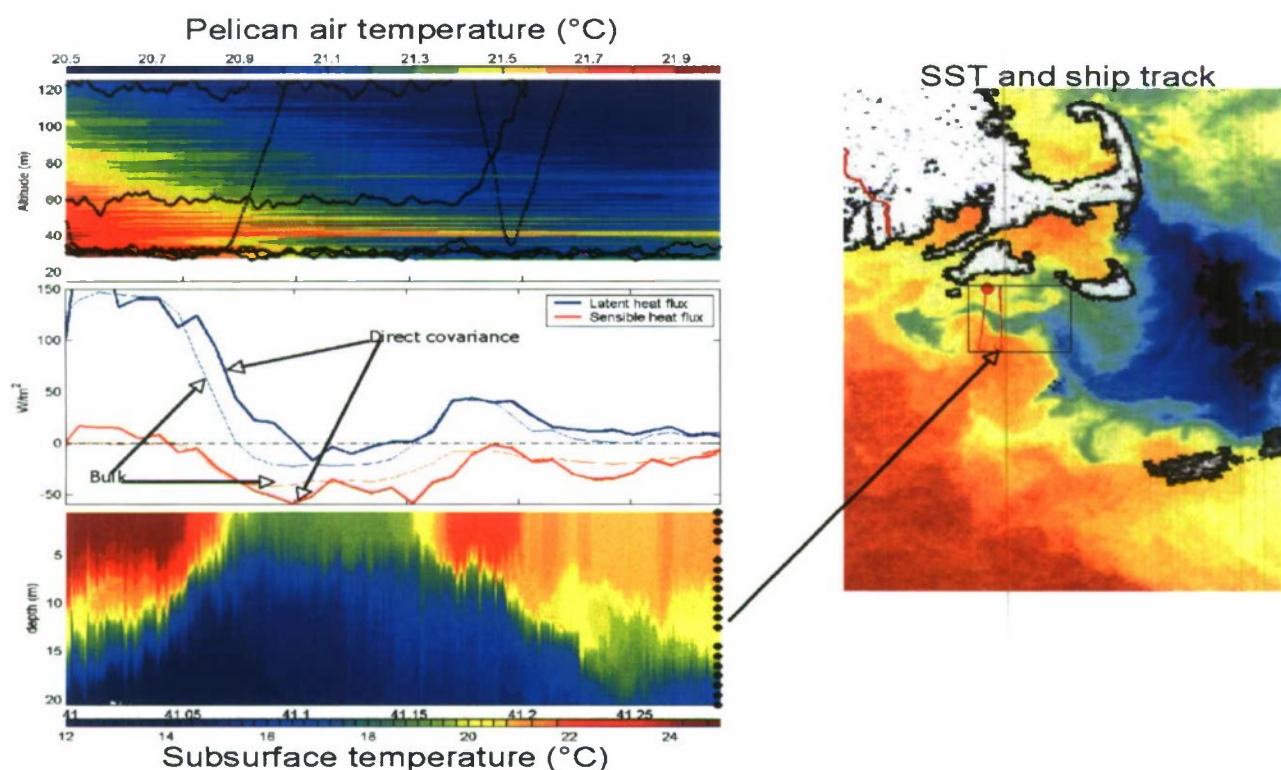 Pelican air temperature (°C)
20.5 20.7 20.9 21.1 21.3 21.5 21.7 21.9
120
100
80
60
40
20
Altitude (m)
150
100
50
0
-50
W/m²
Latent heat flux
Sensible heat flux
Direct covariance
Bulk
5
10
15
20
depth (m)
41 41.05 41.1 41.15 41.2 41.25
12 14 16 18 20 22 24
Subsurface temperature (°C)
SST and ship track